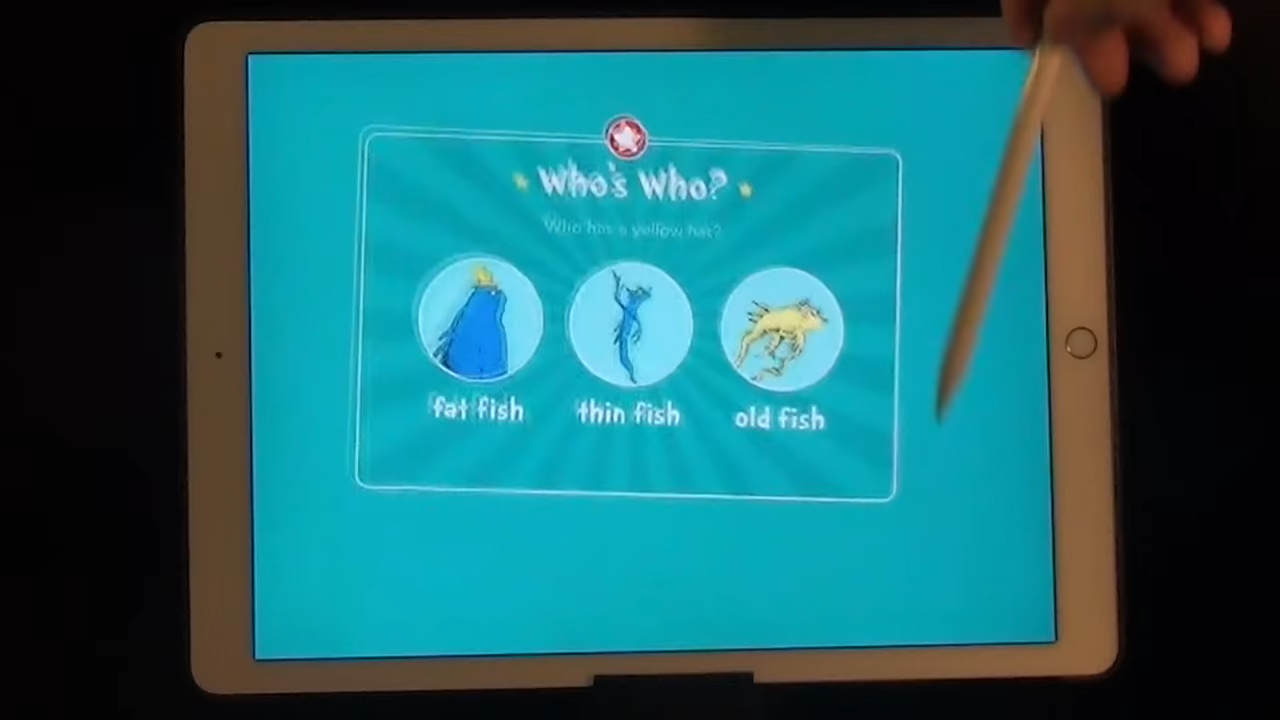 Who's Who?
Who has a yellow hat?
fat fish
thin fish
old fish